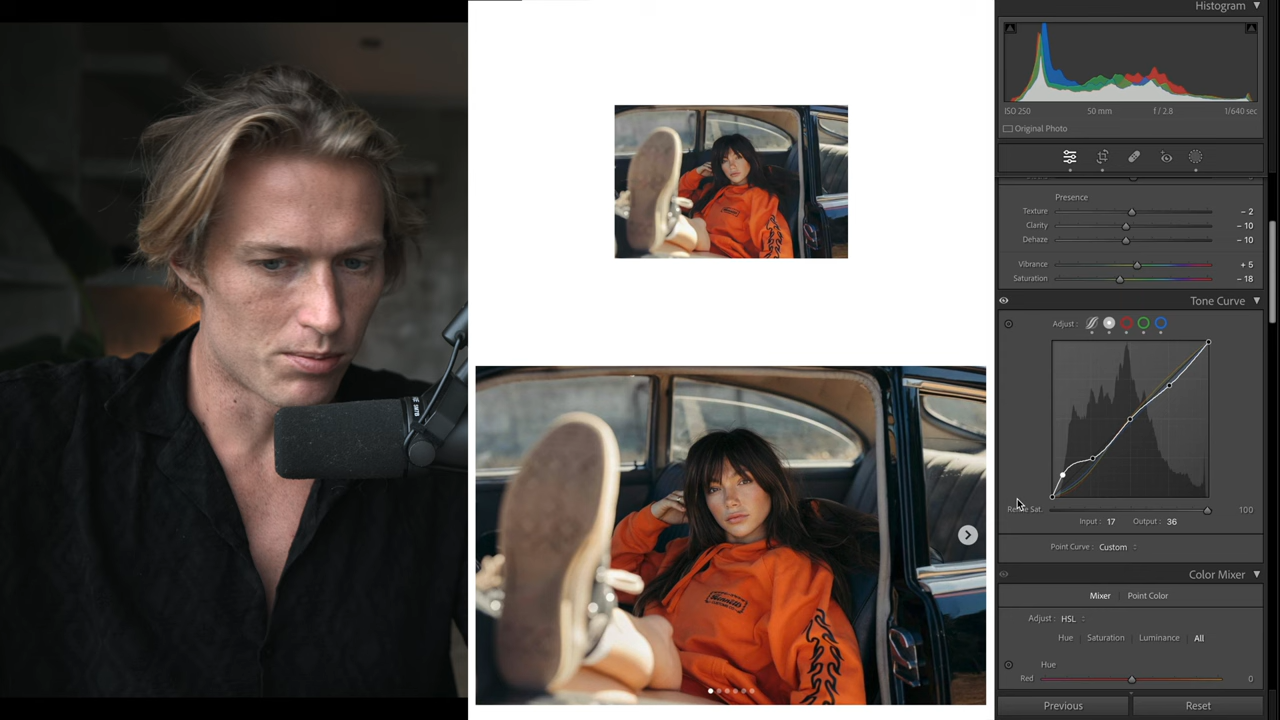 Histogram
ISO 250 50 mm f / 2.8 1/640 sec
Original Photo
Presence
Texture - 2
Clarity - 10
Dehaze - 10
Vibrance + 5
Saturation - 18
Tone Curve
Adjust :
Sat. 100
Input : 17 Output : 36
Point Curve : Custom
Color Mixer
Mixer Point Color
Adjust : HSL
Hue Saturation Luminance All
Hue
Red 0
Previous Reset